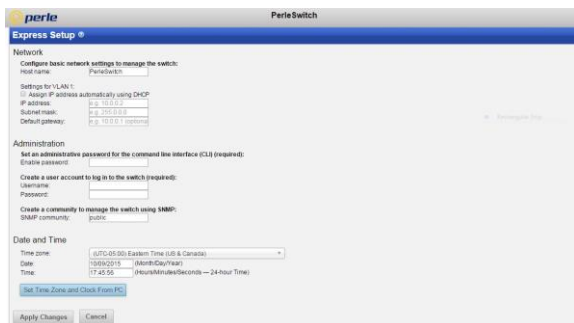 perle
PerleSwitch
Express Setup
Network
Configure basic network settings to manage the switch:
Host name: PerleSwitch
Settings for VLAN 1:
Assign IP address automatically using DHCP
IP address: e.g. 10.0.0.2
Subnet mask: e.g. 255.0.0.0
Default gateway: e.g. 10.0.0.1 (optional
Administration
Set an administrative password for the command line interface (CLI) (required):
Enable password:
Create a user account to log in to the switch (required):
Username:
Password:
Create a community to manage the switch using SNMP:
SNMP community: public
Date and Time
Time zone: (UTC-05:00) Eastern Time (US & Canada)
Date: 10/09/2015 (Month/Day/Year)
Time: 17:45:56 (Hours/Minutes/Seconds — 24-hour Time)
Set Time Zone and Clock From PC
Apply Changes Cancel